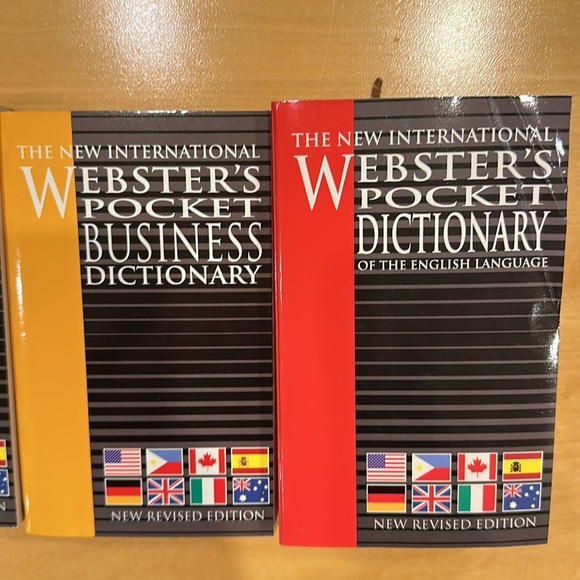 THE NEW INTERNATIONAL
WEBSTER'S
POCKET
BUSINESS
DICTIONARY
NEW REVISED EDITION
THE NEW INTERNATIONAL
WEBSTER'S
POCKET
DICTIONARY
OF THE ENGLISH LANGUAGE
NEW REVISED EDITION